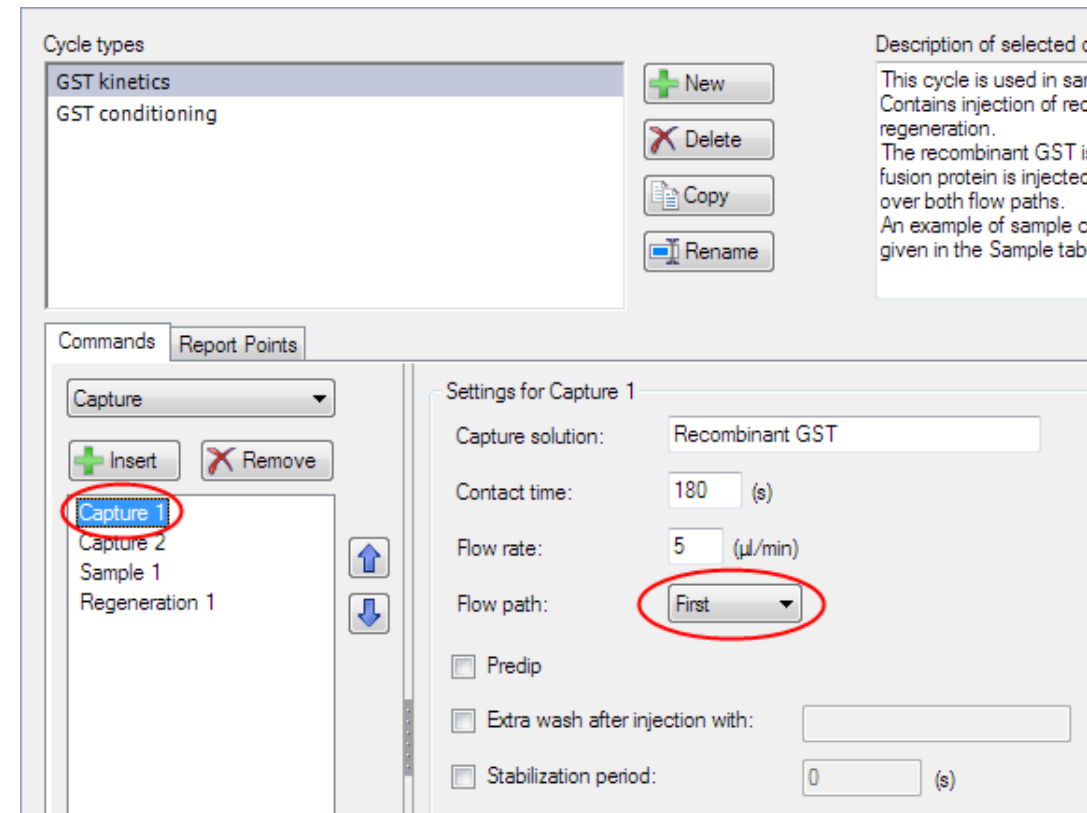 Cycle types
GST kinetics
GST conditioning
New
Delete
Copy
Rename
Description of selected
This cycle is used in
Contains injection of
regeneration.
The recombinant GST
fusion protein is injected
over both flow paths.
An example of sample
given in the Sample
Commands
Report Points
Capture
Insert
Remove
Capture 1
Capture 2
Sample 1
Regeneration 1
Settings for Capture 1
Capture solution: Recombinant GST
Contact time: 180 (s)
Flow rate: 5 (µl/min)
Flow path: First
Predip
Extra wash after injection with:
Stabilization period: 0 (s)